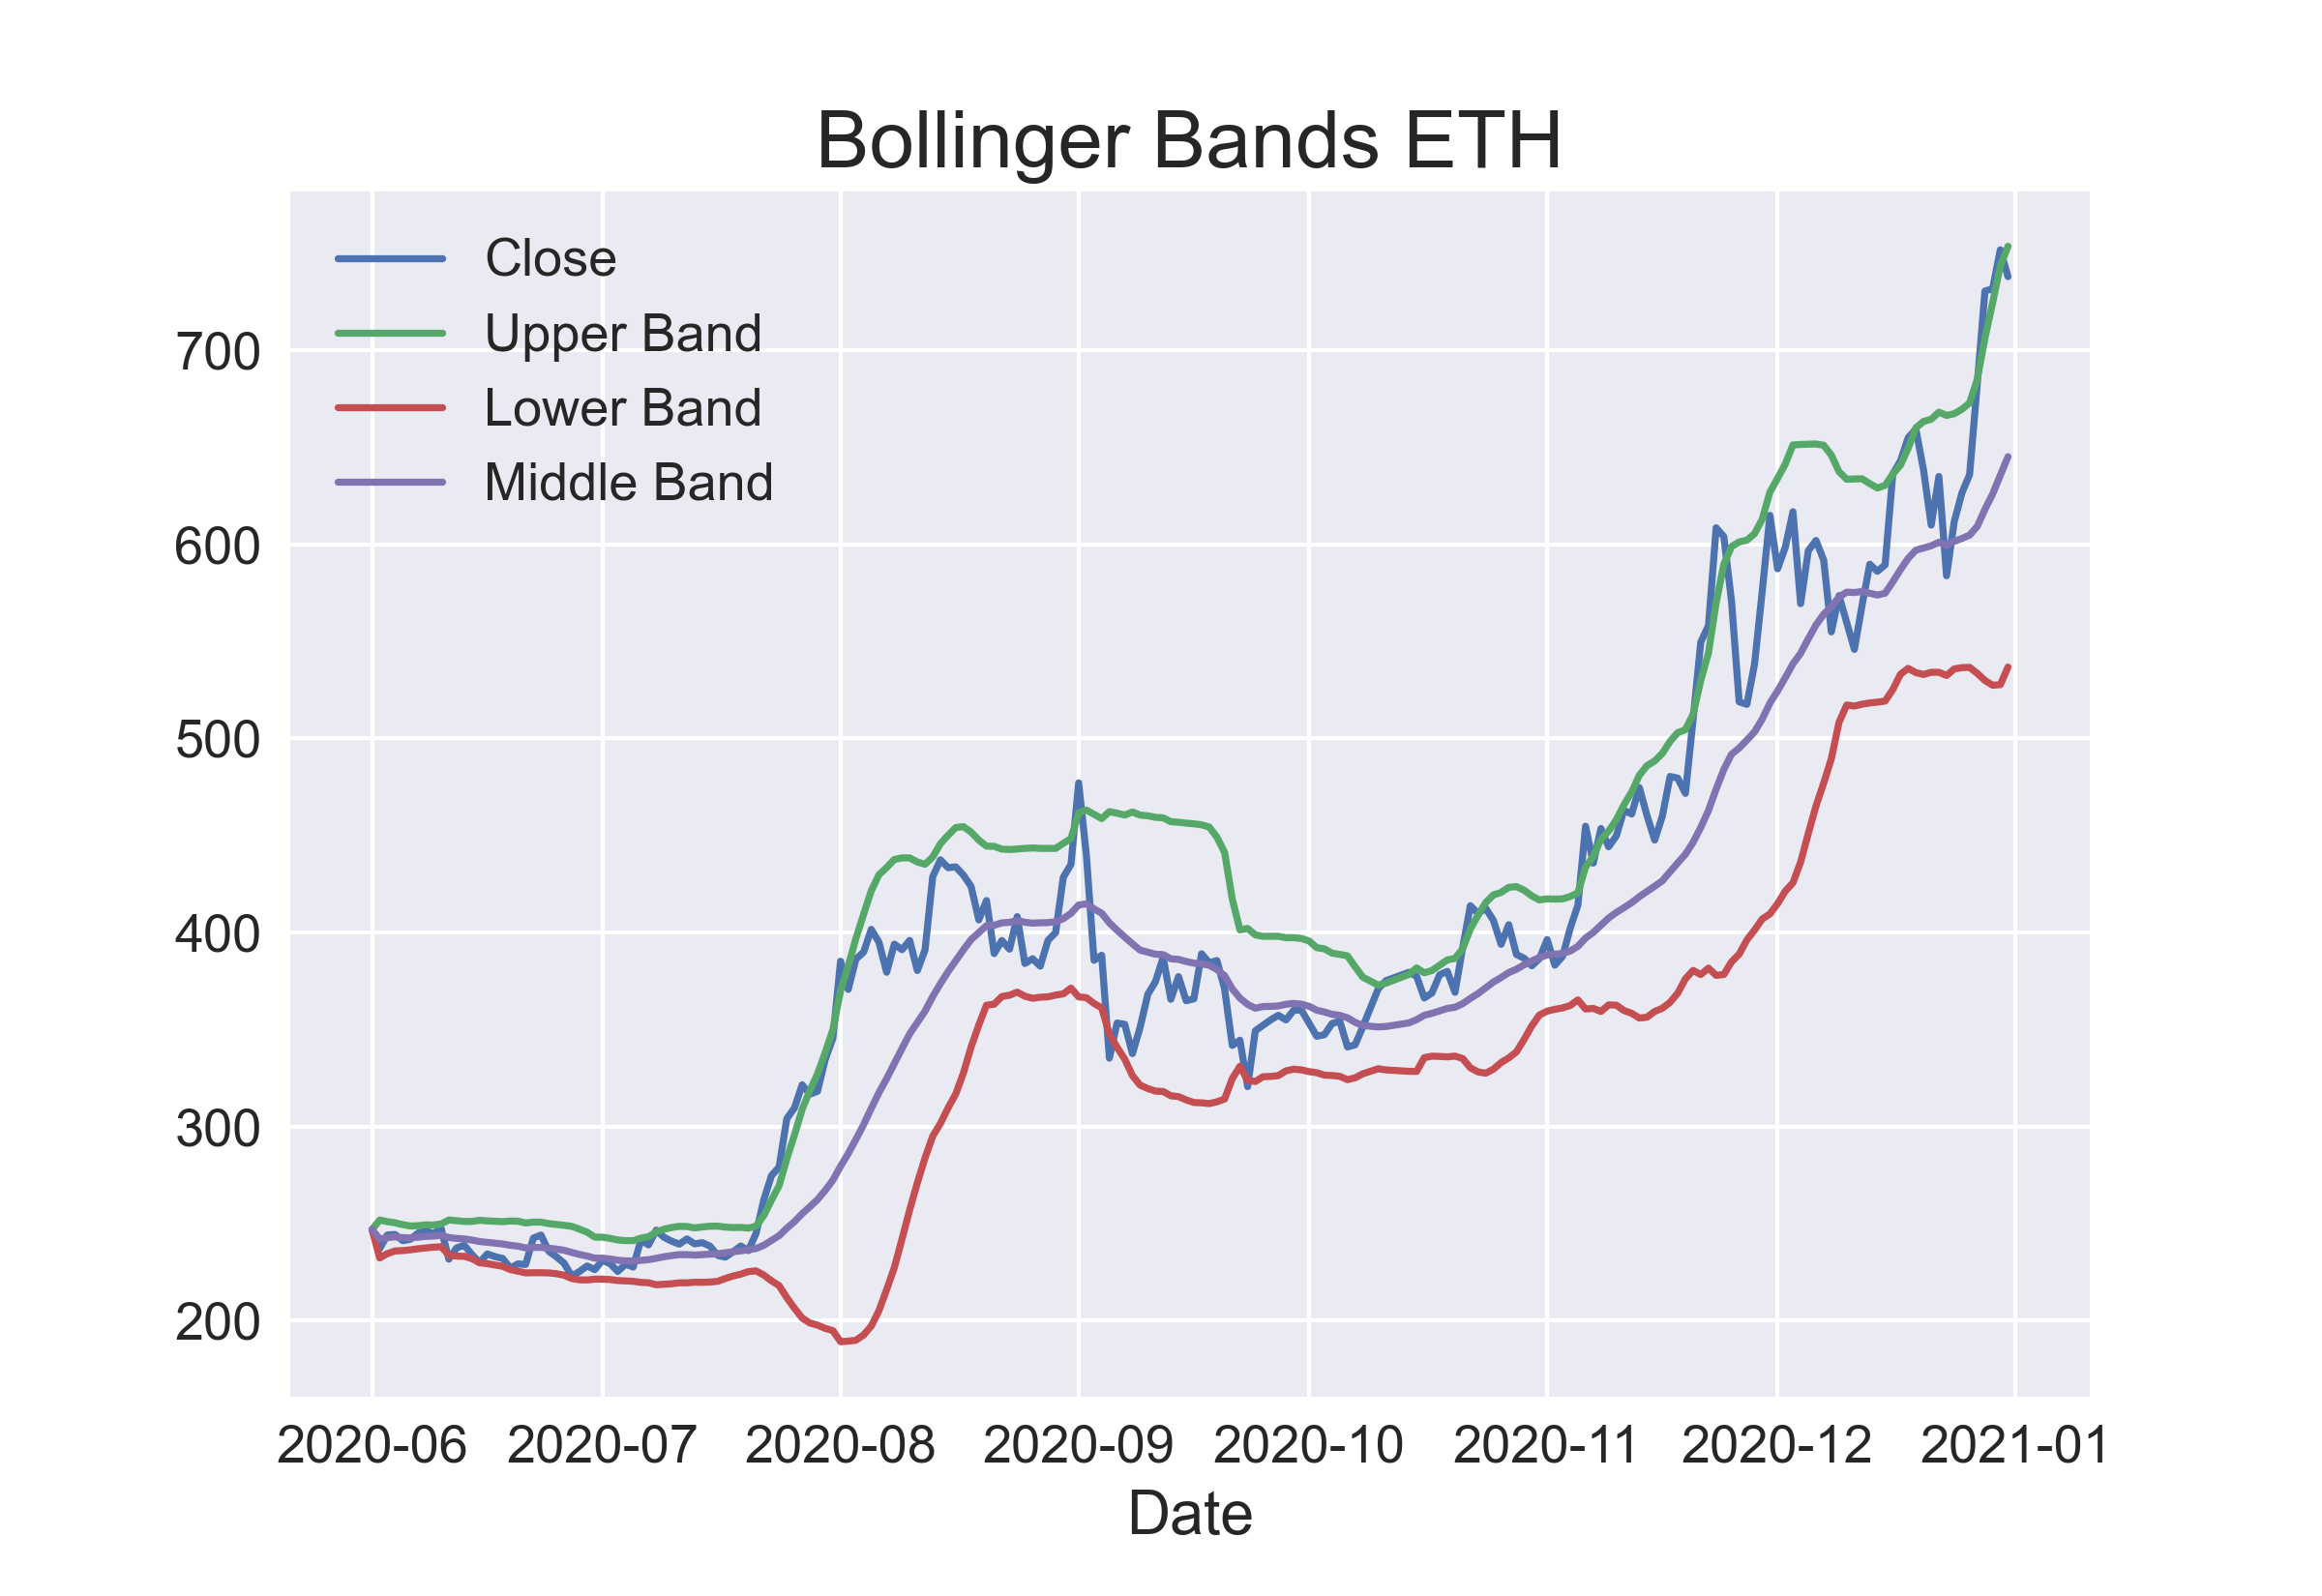 Bollinger Bands ETH
Close
Upper Band
Lower Band
Middle Band
700
600
500
400
300
200
2020-06 2020-07 2020-08 2020-09 2020-10 2020-11 2020-12 2021-01
Date